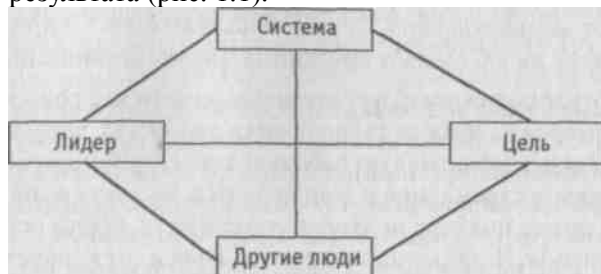 результата (рис. 1.1).
Система
Лидер
Цель
Другие люди